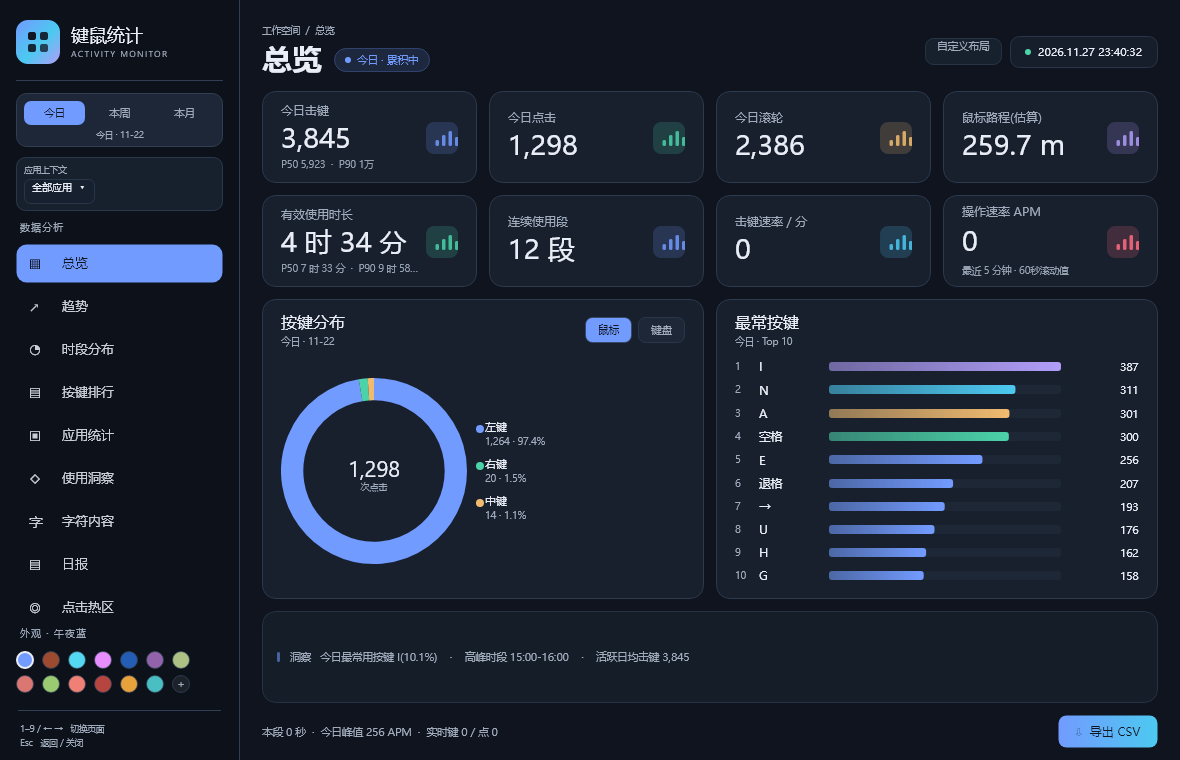 键鼠统计
ACTIVITY MONITOR
今日 本周 本月
今日 · 11-22
应用上下文
全部应用
数据分析
总览
趋势
时段分布
按键排行
应用统计
使用洞察
字 字符内容
日报
点击热区
外观 · 午夜蓝
+
1–9 / ←→ 切换页面
Esc 返回 / 关闭
工作空间 / 总览
总览
今日 · 累积中
自定义布局
2026.11.27 23:40:32
今日击键
3,845
P50 5,923 · P90 1万
今日点击
1,298
今日滚轮
2,386
鼠标路程(估算)
259.7 m
有效使用时长
4 时 34 分
P50 7 时 33 分 · P90 9 时 58...
连续使用段
12 段
击键速率 / 分
0
操作速率 APM
0
最近 5 分钟 · 60秒滚动值
按键分布
今日 · 11-22
鼠标 键盘
1,298
次点击
左键
1,264 · 97.4%
右键
20 · 1.5%
中键
14 · 1.1%
最常按键
今日 · Top 10
1 I 387
2 N 311
3 A 301
4 空格 300
5 E 256
6 退格 207
7 → 193
8 U 176
9 H 162
10 G 158
洞察 今日最常用按键 I(10.1%) · 高峰时段 15:00-16:00 · 活跃日均击键 3,845
本段 0 秒 · 今日峰值 256 APM · 实时键 0 / 点 0
⇩ 导出 CSV